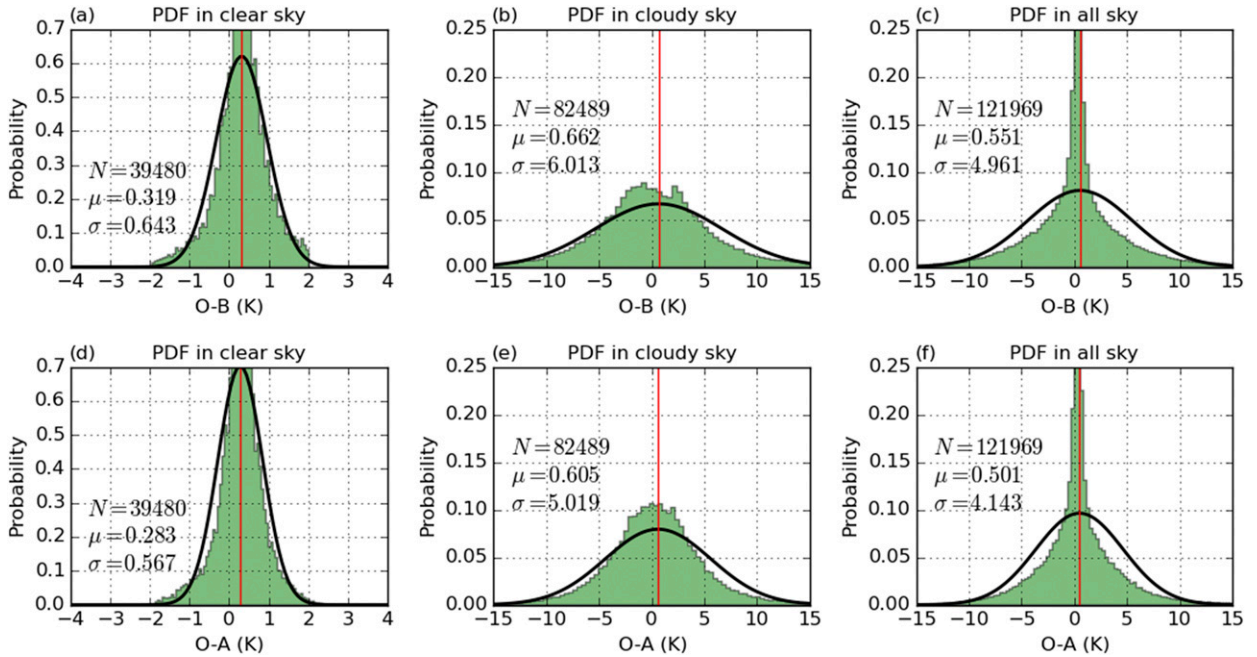 (a) PDF in clear sky
0.7
0.6
0.5
0.4
0.3
0.2
0.1
0.0
Probability
N=39480
μ=0.319
σ=0.643
−4 −3 −2 −1 0 1 2 3 4
O-B (K)
(b) PDF in cloudy sky
0.25
0.20
0.15
0.10
0.05
0.00
Probability
N=82489
μ=0.662
σ=6.013
−15 −10 −5 0 5 10 15
O-B (K)
(c) PDF in all sky
0.25
0.20
0.15
0.10
0.05
0.00
Probability
N=121969
μ=0.551
σ=4.961
−15 −10 −5 0 5 10 15
O-B (K)
(d) PDF in clear sky
0.7
0.6
0.5
0.4
0.3
0.2
0.1
0.0
Probability
N=39480
μ=0.283
σ=0.567
−4 −3 −2 −1 0 1 2 3 4
O-A (K)
(e) PDF in cloudy sky
0.25
0.20
0.15
0.10
0.05
0.00
Probability
N=82489
μ=0.605
σ=5.019
−15 −10 −5 0 5 10 15
O-A (K)
(f) PDF in all sky
0.25
0.20
0.15
0.10
0.05
0.00
Probability
N=121969
μ=0.501
σ=4.143
−15 −10 −5 0 5 10 15
O-A (K)